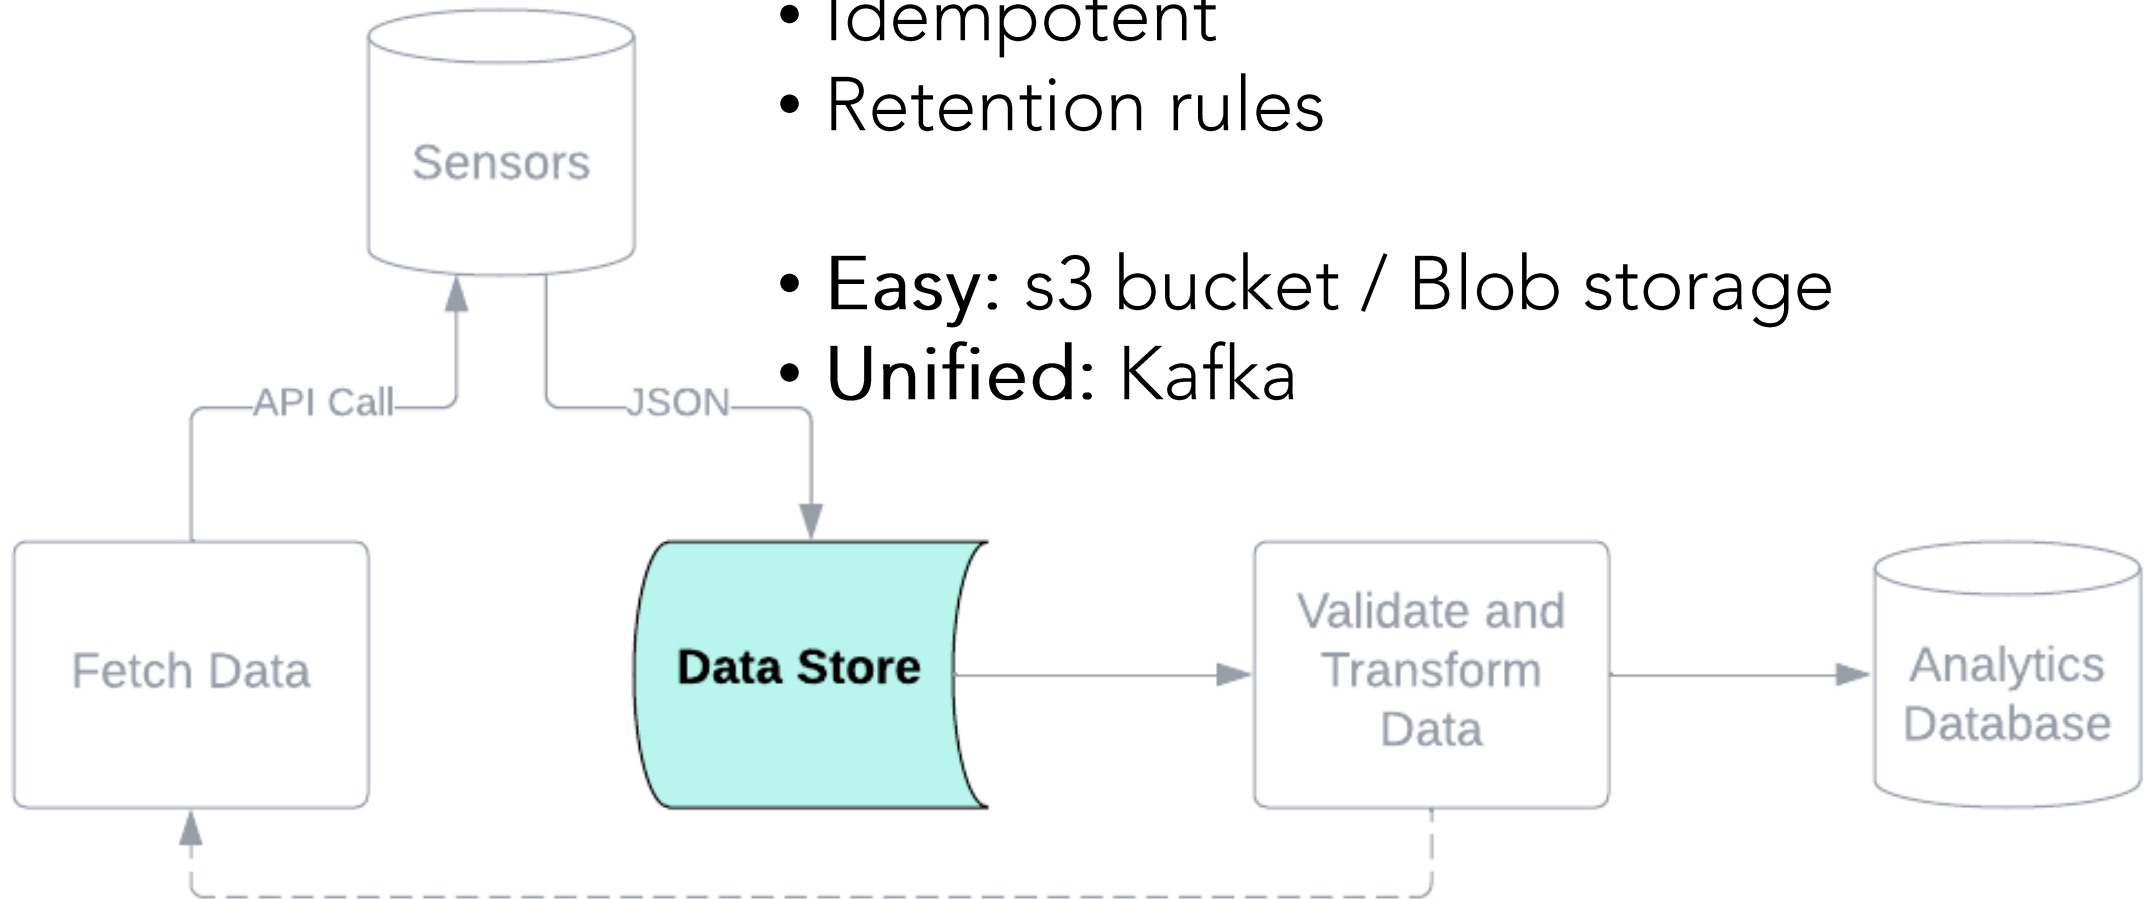 • Idempotent
• Retention rules
Sensors
• Easy: s3 bucket / Blob storage
• Unified: Kafka
API Call
JSON
Fetch Data
Data Store
Validate and
Transform
Data
Analytics
Database